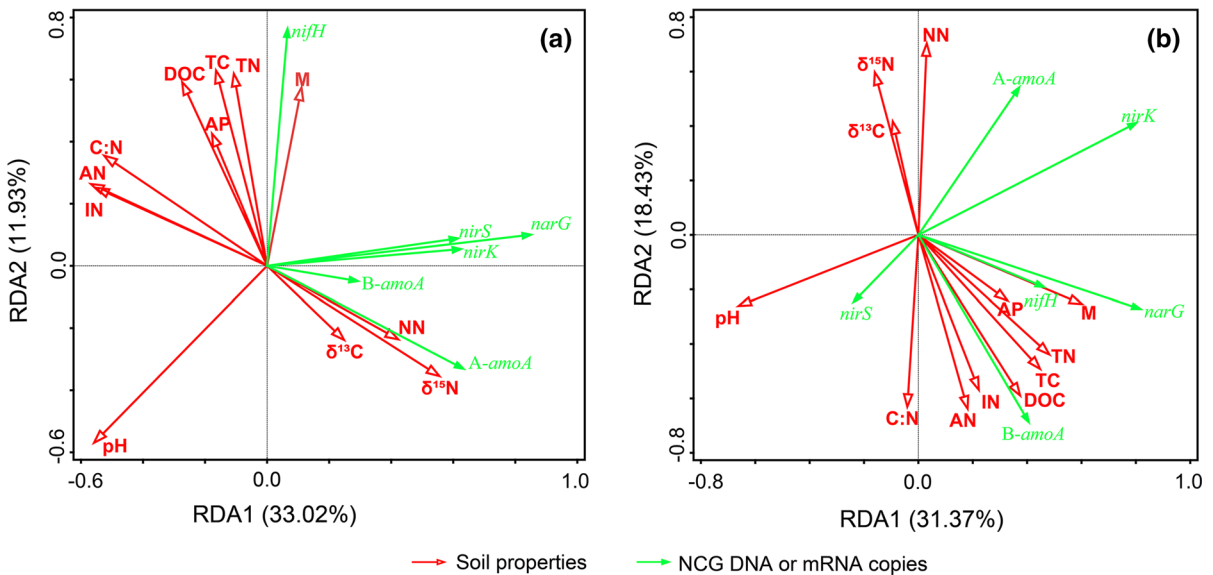 0.8
(a)
nifH
TC
TN
DOC
M
AP
C:N
AN
IN
nirS
narG
nirK
0.0
B-amoA
NN
δ¹³C
A-amoA
δ¹⁵N
pH
-0.6
-0.6
0.0
1.0
RDA1 (33.02%)
RDA2 (11.93%)
0.8
(b)
NN
δ¹⁵N
A-amoA
δ¹³C
nirK
0.0
AP
nifH
M
narG
pH
nirS
TN
TC
DOC
IN
C:N
AN
B-amoA
-0.8
-0.8
0.0
1.0
RDA1 (31.37%)
RDA2 (18.43%)
Soil properties
NCG DNA or mRNA copies